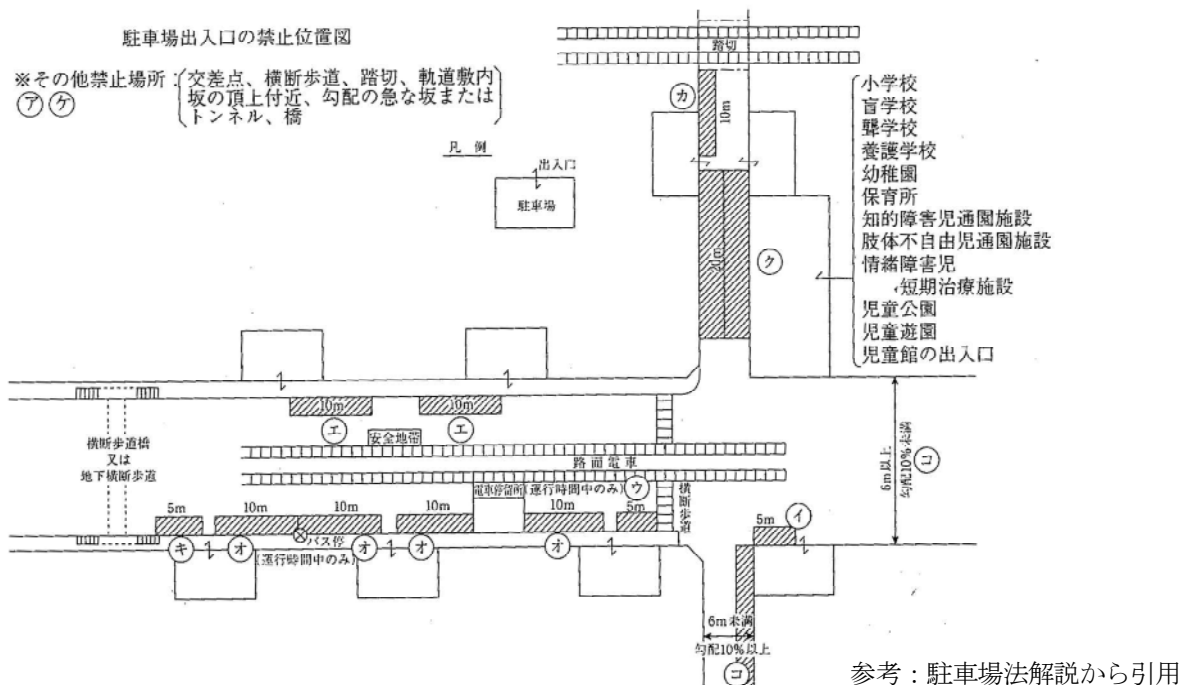 駐車場出入口の禁止位置図
※その他禁止場所：交差点、横断歩道、踏切、軌道敷内
㋐㋘ 坂の頂上付近、勾配の急な坂または
トンネル、橋
凡例
出入口
駐車場
踏切
㋕
10m
20m
㋗
小学校
盲学校
聾学校
養護学校
幼稚園
保育所
知的障害児通園施設
肢体不自由児通園施設
情緒障害児
短期治療施設
児童公園
児童遊園
児童館の出入口
10m
10m
㋓
㋓
安全地帯
横断歩道橋
又は
地下横断歩道
路面電車
電車停留所
(運行時間中のみ)
㋒
横断歩道
5m
10m
10m
10m
10m
5m
バス停
(運行時間中のみ)
㋖
㋔
㋔
㋔
㋔
5m
㋑
6m以上
勾配10%未満
㋙
6m未満
勾配10%以上
㋙
参考：駐車場法解説から引用